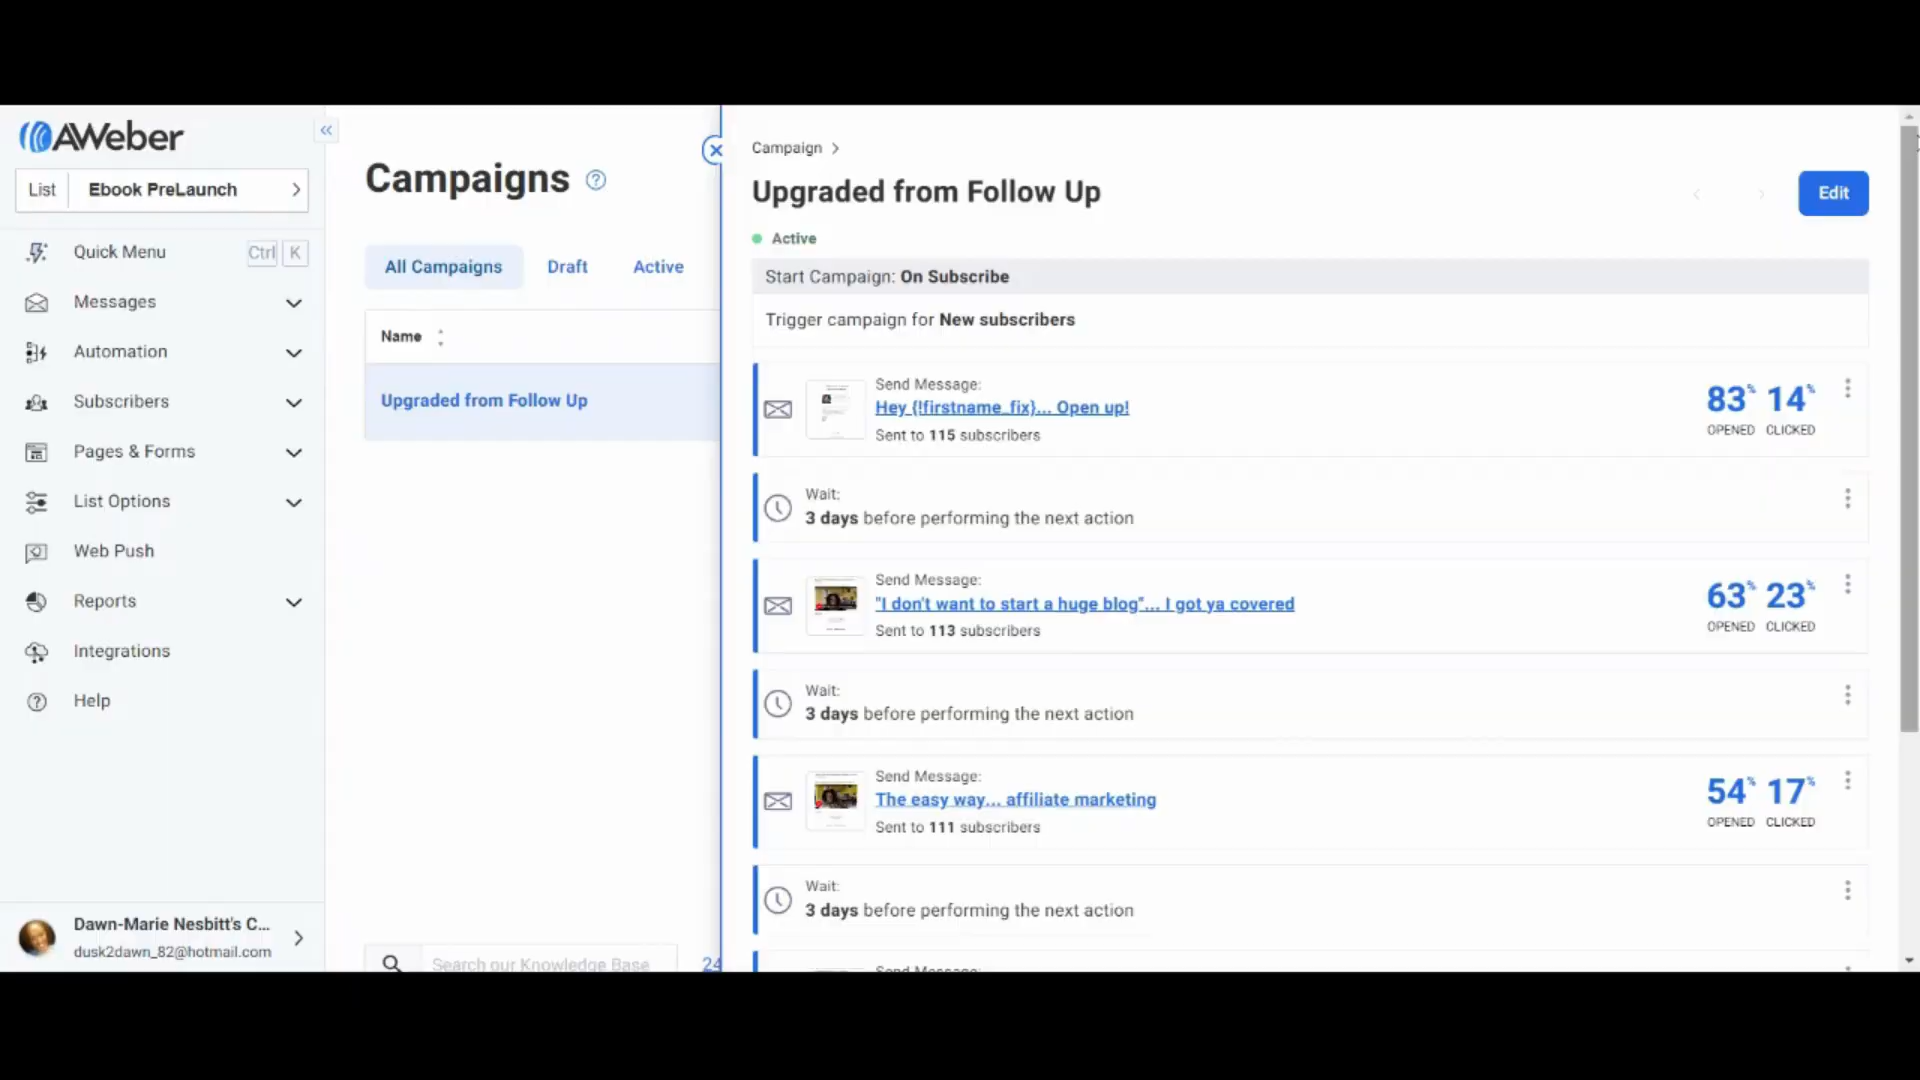 AWeber
List Ebook PreLaunch
Quick Menu Ctrl K
Messages
Automation
Subscribers
Pages & Forms
List Options
Web Push
Reports
Integrations
Help
Dawn-Marie Nesbitt's C...
dusk2dawn_82@hotmail.com
Campaigns
All Campaigns Draft Active
Name
Upgraded from Follow Up
Search our Knowledge Base
24
Campaign
Upgraded from Follow Up
Edit
Active
Start Campaign: On Subscribe
Trigger campaign for New subscribers
Send Message:
Hey {!firstname_fix}... Open up!
Sent to 115 subscribers
83% 14%
OPENED CLICKED
Wait:
3 days before performing the next action
Send Message:
"I don't want to start a huge blog"... I got ya covered
Sent to 113 subscribers
63% 23%
OPENED CLICKED
Wait:
3 days before performing the next action
Send Message:
The easy way... affiliate marketing
Sent to 111 subscribers
54% 17%
OPENED CLICKED
Wait:
3 days before performing the next action
Send Message: